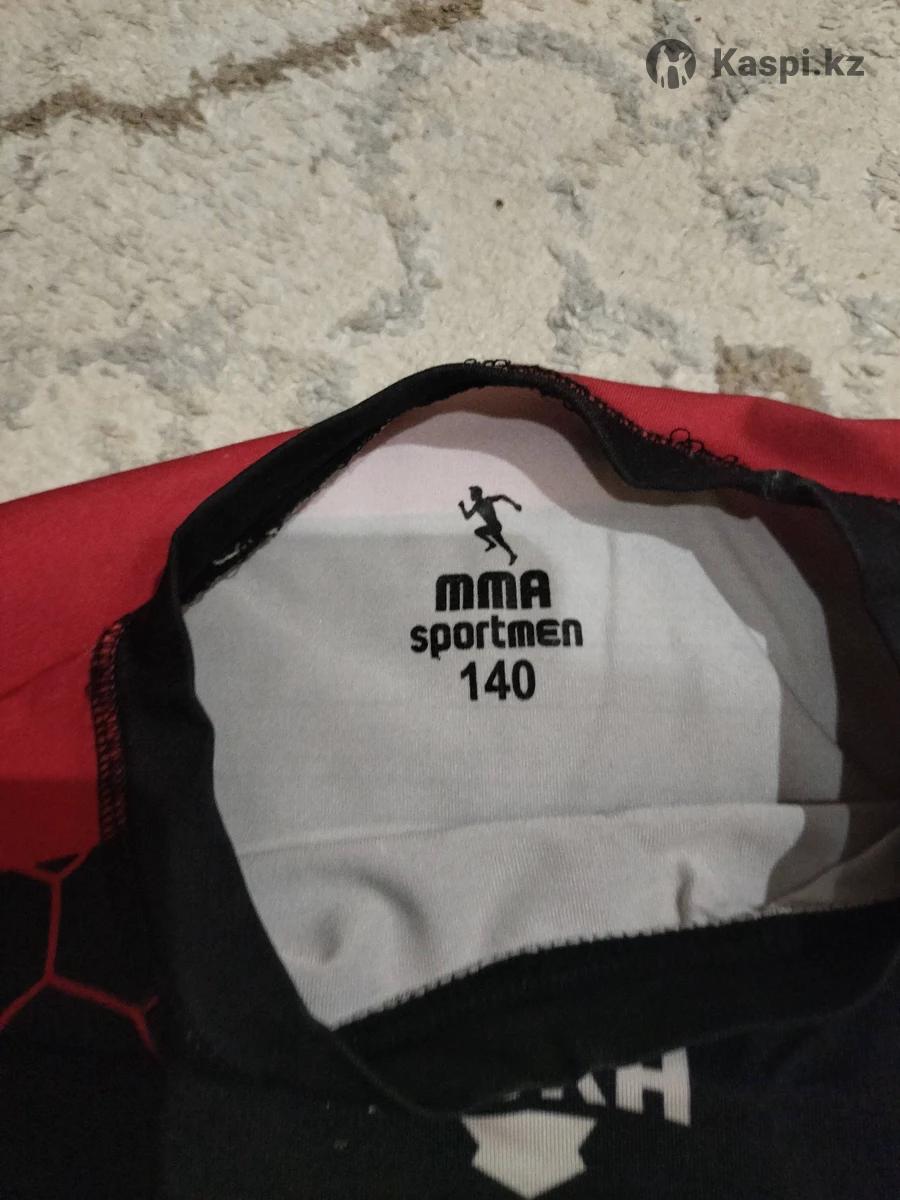 Kaspi.kz
mma
sportmen
140